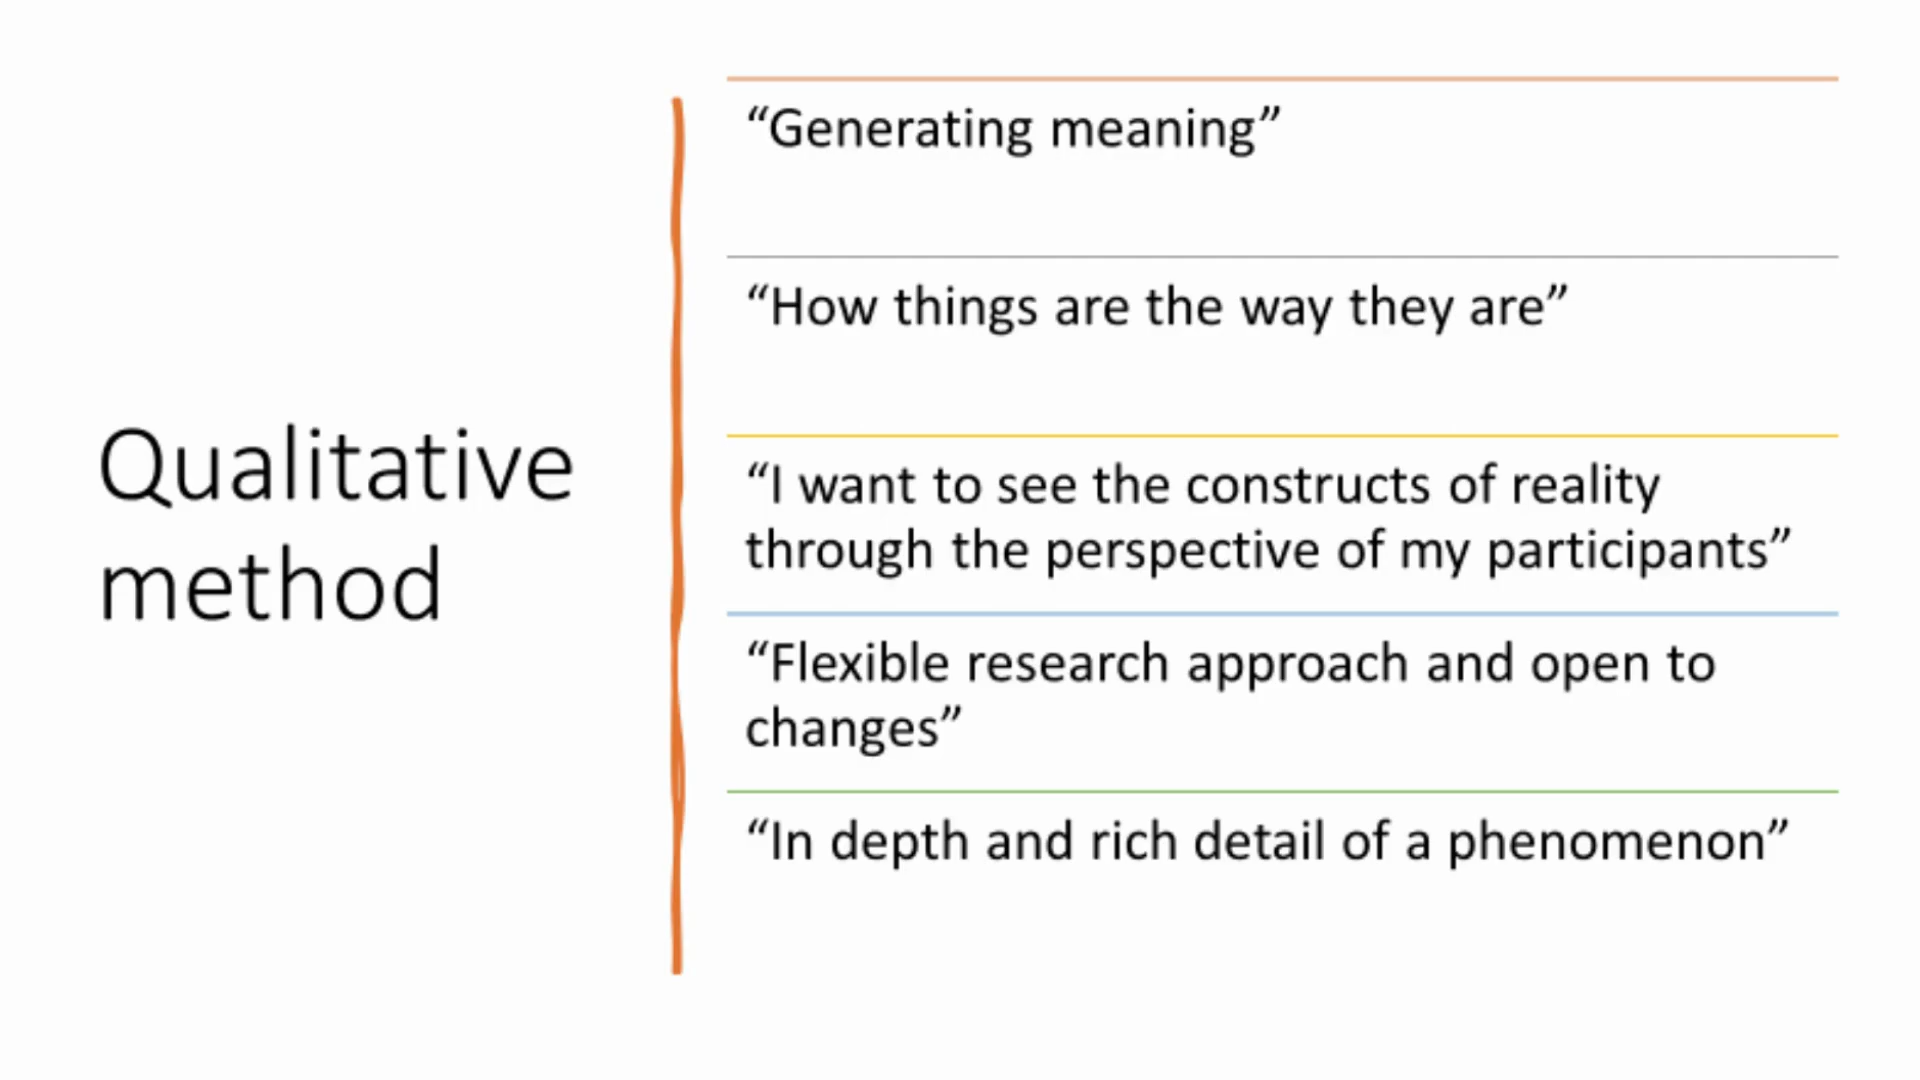 Qualitative
method
“Generating meaning”
“How things are the way they are”
“I want to see the constructs of reality
through the perspective of my participants”
“Flexible research approach and open to
changes”
“In depth and rich detail of a phenomenon”